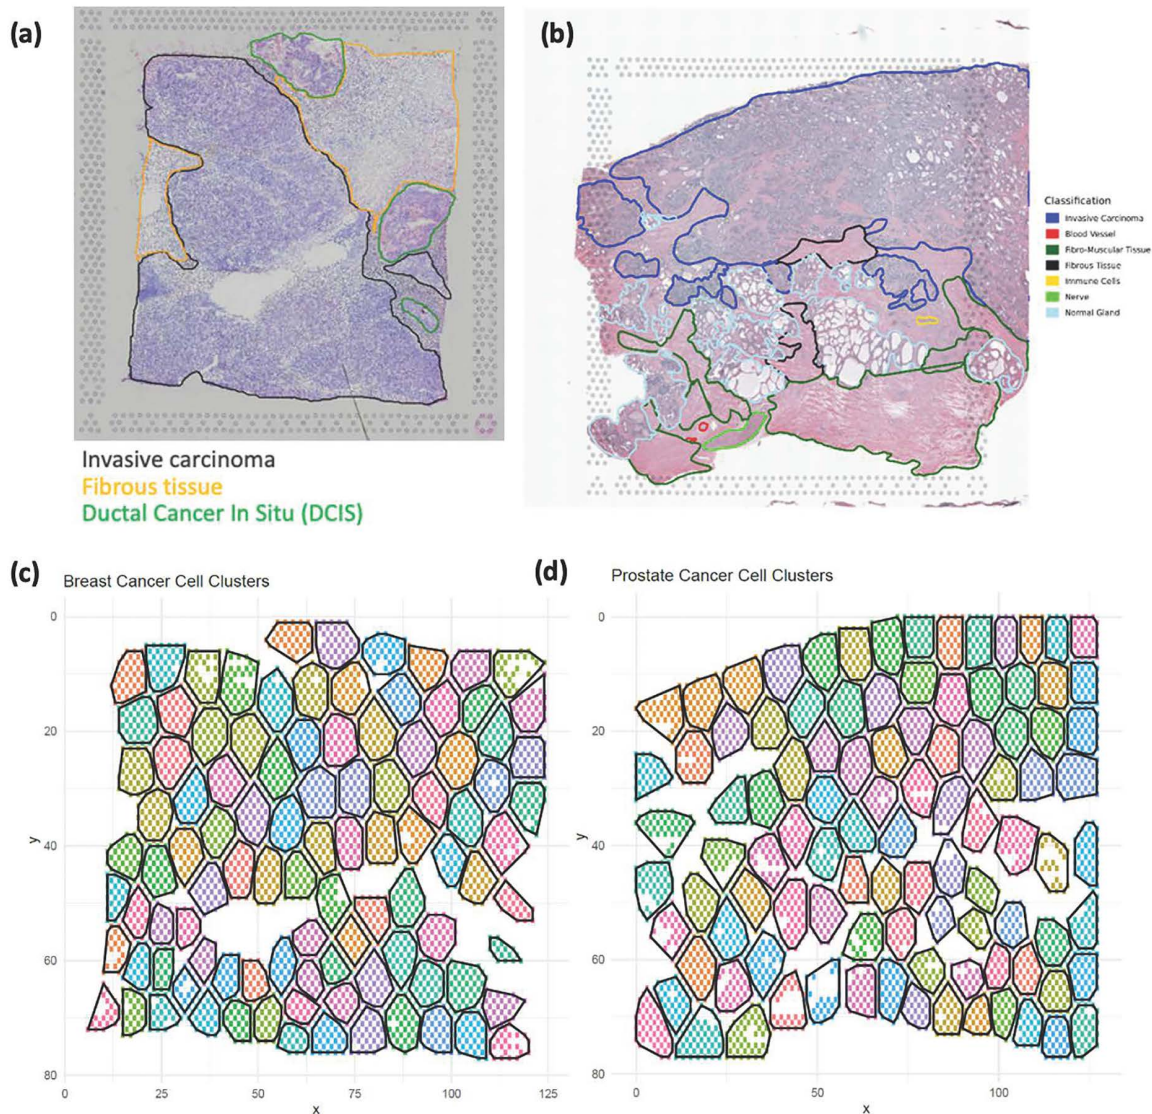 (a)
(b)
Classification
Invasive Carcinoma
Blood Vessel
Fibro-Muscular Tissue
Fibrous Tissue
Immune Cells
Nerve
Normal Gland
Invasive carcinoma
Fibrous tissue
Ductal Cancer In Situ (DCIS)
(c)
Breast Cancer Cell Clusters
(d)
Prostate Cancer Cell Clusters
0
20
40
60
80
y
0
25
50
75
100
125
x
0
20
40
60
80
y
0
50
100
x